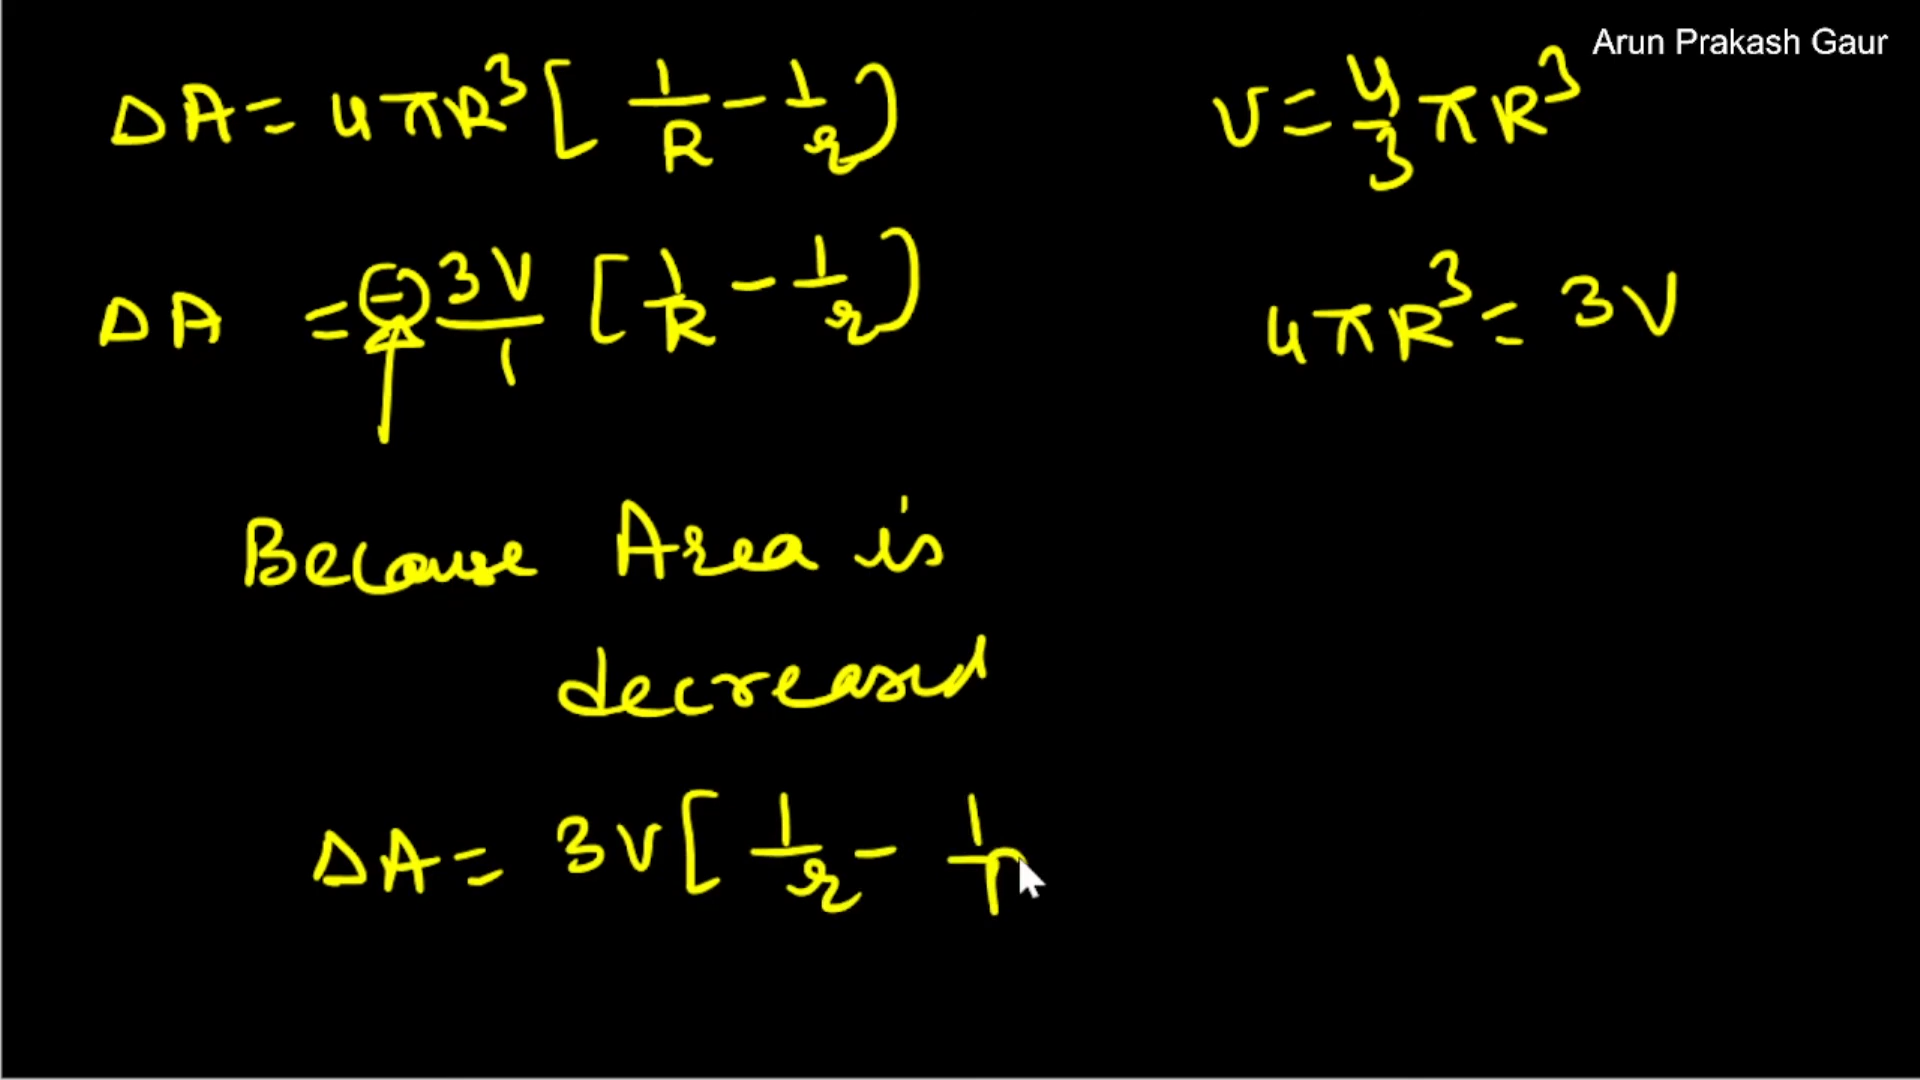 Arun Prakash Gaur
ΔA = 4πR³ [ 1/R - 1/r )
V = 4/3 πR³
ΔA = (-) 3V/1 [ 1/R - 1/r )
4πR³ = 3V
Because Area is
decreased
ΔA = 3V [ 1/r - 1/